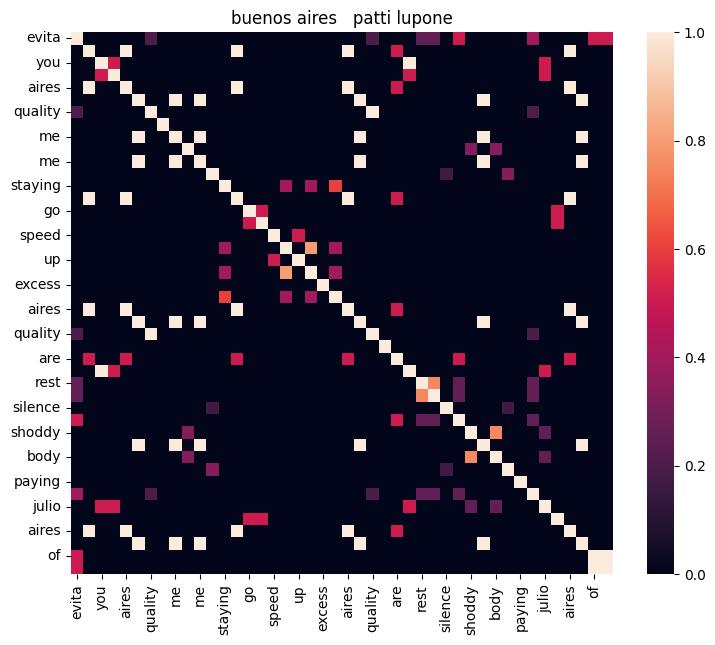 buenos aires   patti lupone
evita
you
aires
quality
me
me
staying
go
speed
up
excess
aires
quality
are
rest
silence
shoddy
body
paying
julio
aires
of
1.0
0.8
0.6
0.4
0.2
0.0
evita
you
aires
quality
me
me
staying
go
speed
up
excess
aires
quality
are
rest
silence
shoddy
body
paying
julio
aires
of